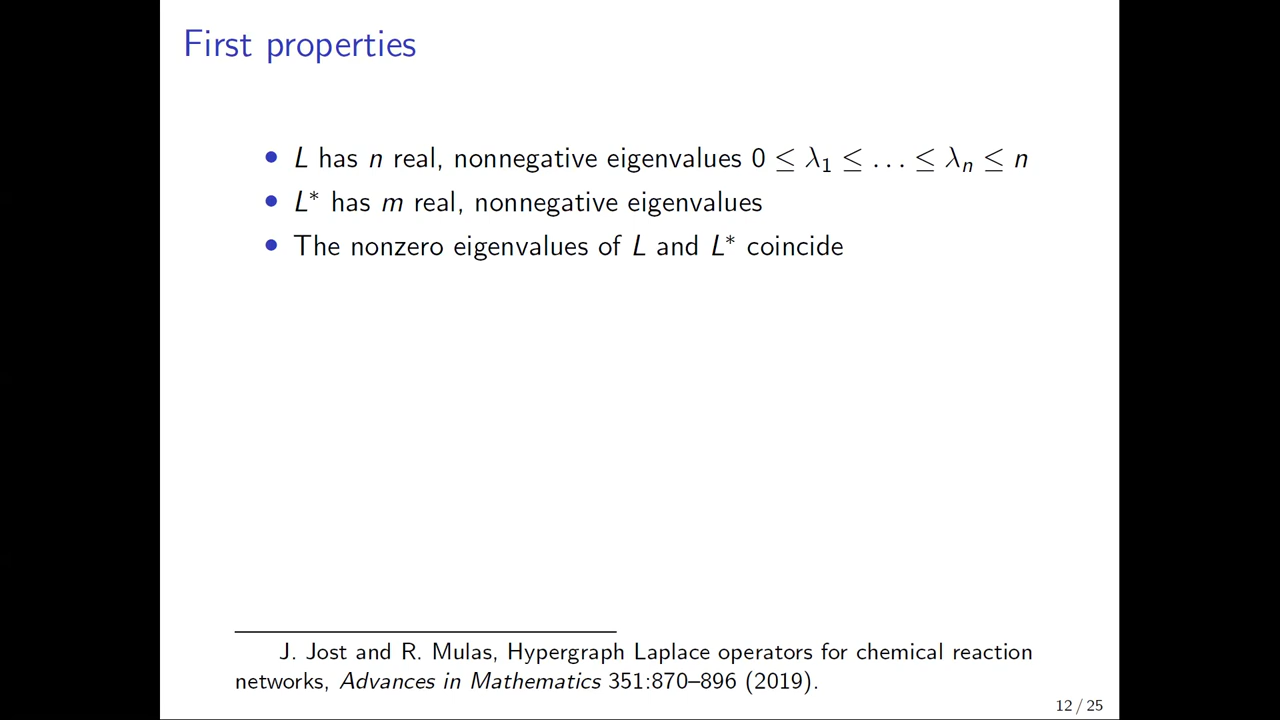 First properties
• L has n real, nonnegative eigenvalues 0 ≤ λ₁ ≤ … ≤ λₙ ≤ n
• L* has m real, nonnegative eigenvalues
• The nonzero eigenvalues of L and L* coincide
J. Jost and R. Mulas, Hypergraph Laplace operators for chemical reaction
networks, Advances in Mathematics 351:870–896 (2019).
12 / 25